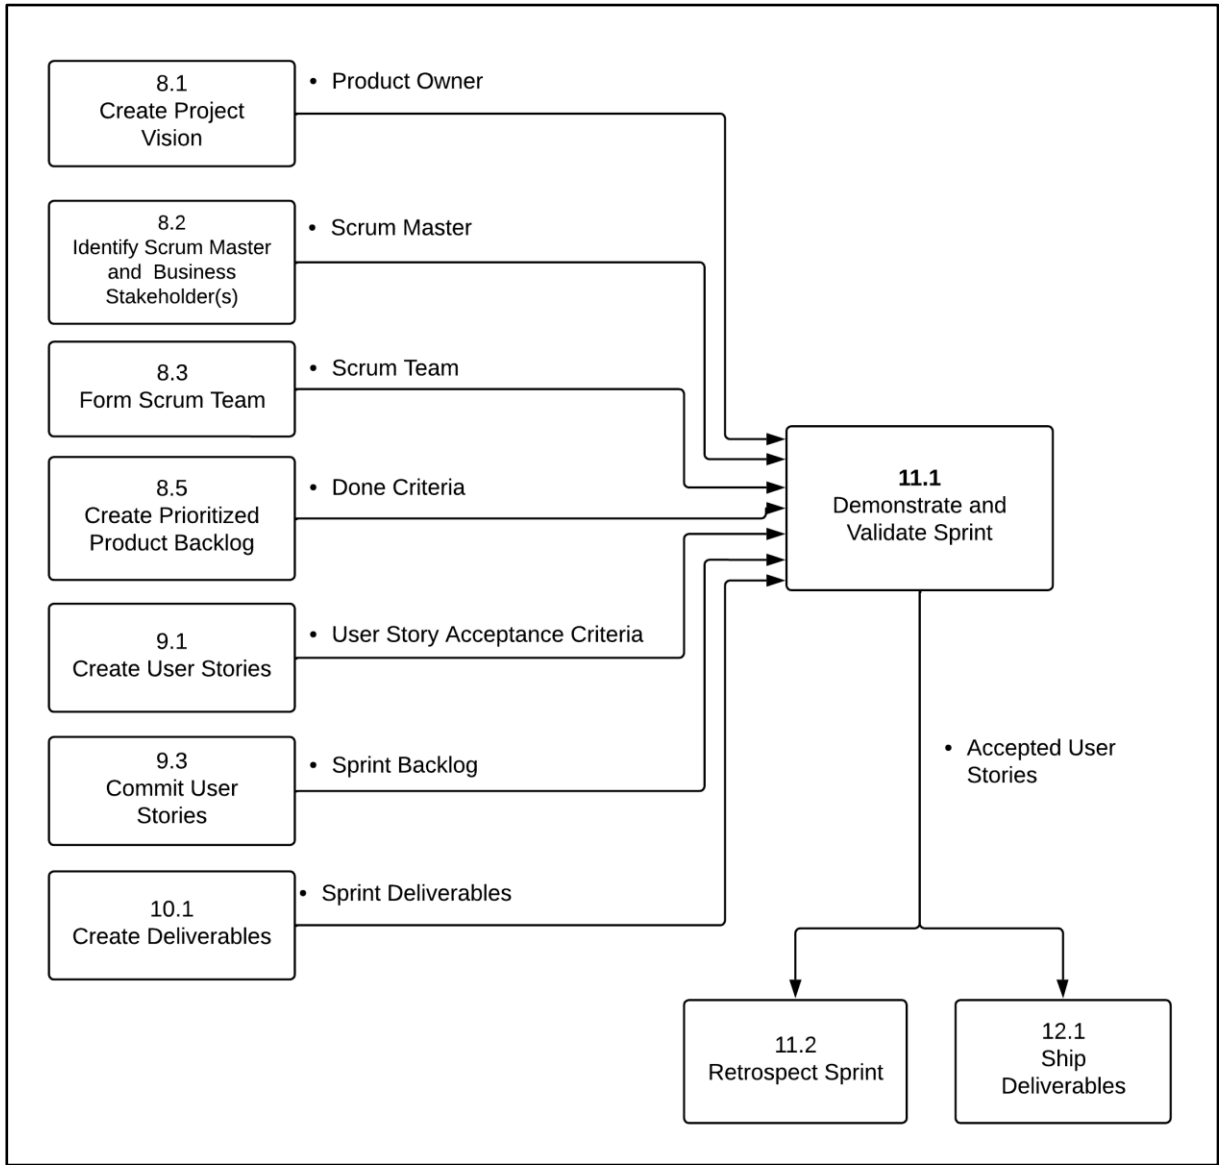 8.1
Create Project
Vision
• Product Owner
8.2
Identify Scrum Master
and Business
Stakeholder(s)
• Scrum Master
8.3
Form Scrum Team
• Scrum Team
8.5
Create Prioritized
Product Backlog
• Done Criteria
9.1
Create User Stories
• User Story Acceptance Criteria
9.3
Commit User
Stories
• Sprint Backlog
10.1
Create Deliverables
• Sprint Deliverables
11.1
Demonstrate and
Validate Sprint
• Accepted User
Stories
11.2
Retrospect Sprint
12.1
Ship
Deliverables